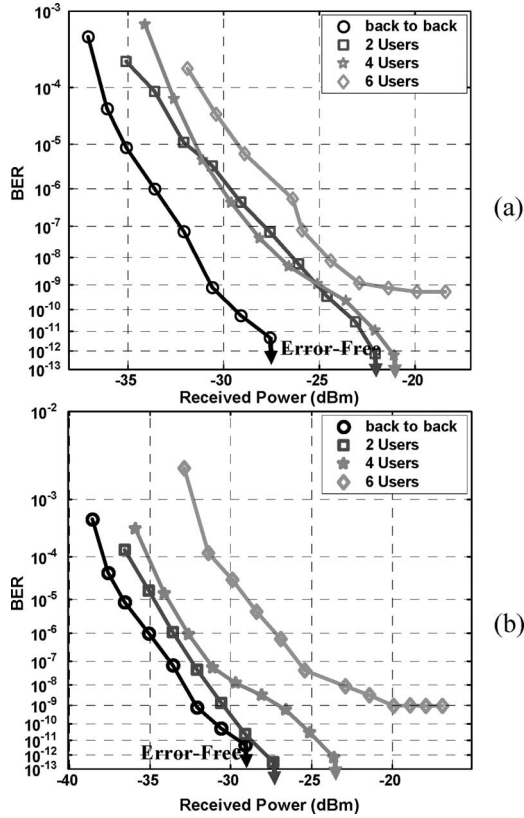 10-3
back to back
2 Users
4 Users
6 Users
10-4
10-5
BER
10-6
10-7
10-8
10-9
10-10
10-11
10-12
10-13
Error-Free
-35
-30
-25
-20
Received Power (dBm)
(a)
10-2
back to back
2 Users
4 Users
6 Users
10-3
10-4
BER
10-5
10-6
10-7
10-8
10-9
10-10
10-11
10-12
10-13
Error-Free
-40
-35
-30
-25
-20
Received Power (dBm)
(b)